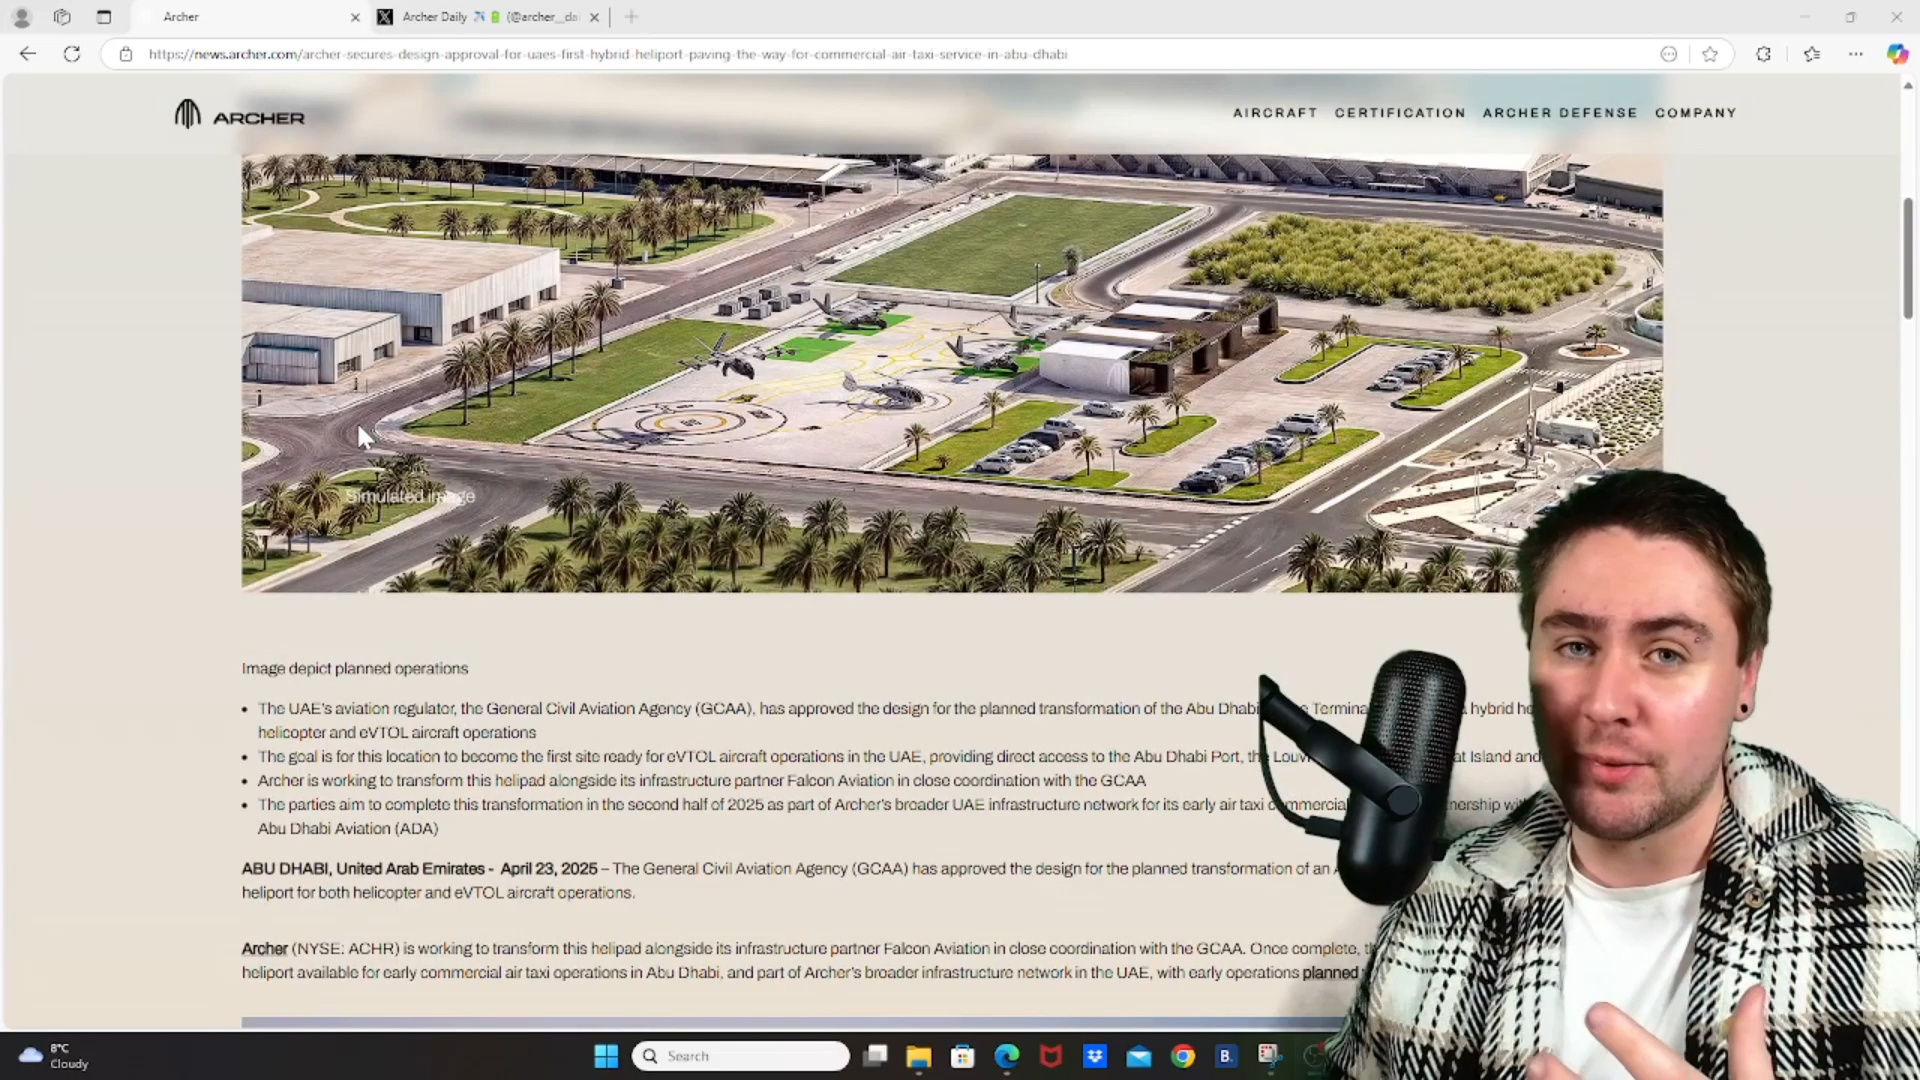 Archer
Archer Daily (@archer_da
https://news.archer.com/archer-secures-design-approval-for-uaes-first-hybrid-heliport-paving-the-way-for-commercial-air-taxi-service-in-abu-dhabi
ARCHER
AIRCRAFT CERTIFICATION ARCHER DEFENSE COMPANY
Simulated image
Image depict planned operations
• The UAE's aviation regulator, the General Civil Aviation Agency (GCAA), has approved the design for the planned transformation of the Abu Dhabi Termina hybrid he
helicopter and eVTOL aircraft operations
• The goal is for this location to become the first site ready for eVTOL aircraft operations in the UAE, providing direct access to the Abu Dhabi Port, the Louv at Island and
• Archer is working to transform this helipad alongside its infrastructure partner Falcon Aviation in close coordination with the GCAA
• The parties aim to complete this transformation in the second half of 2025 as part of Archer's broader UAE infrastructure network for its early air taxi commercial nership wit
Abu Dhabi Aviation (ADA)
ABU DHABI, United Arab Emirates - April 23, 2025 – The General Civil Aviation Agency (GCAA) has approved the design for the planned transformation of an
heliport for both helicopter and eVTOL aircraft operations.
Archer (NYSE: ACHR) is working to transform this helipad alongside its infrastructure partner Falcon Aviation in close coordination with the GCAA. Once complete, th
heliport available for early commercial air taxi operations in Abu Dhabi, and part of Archer's broader infrastructure network in the UAE, with early operations planned
8°C
Cloudy
Search
B.